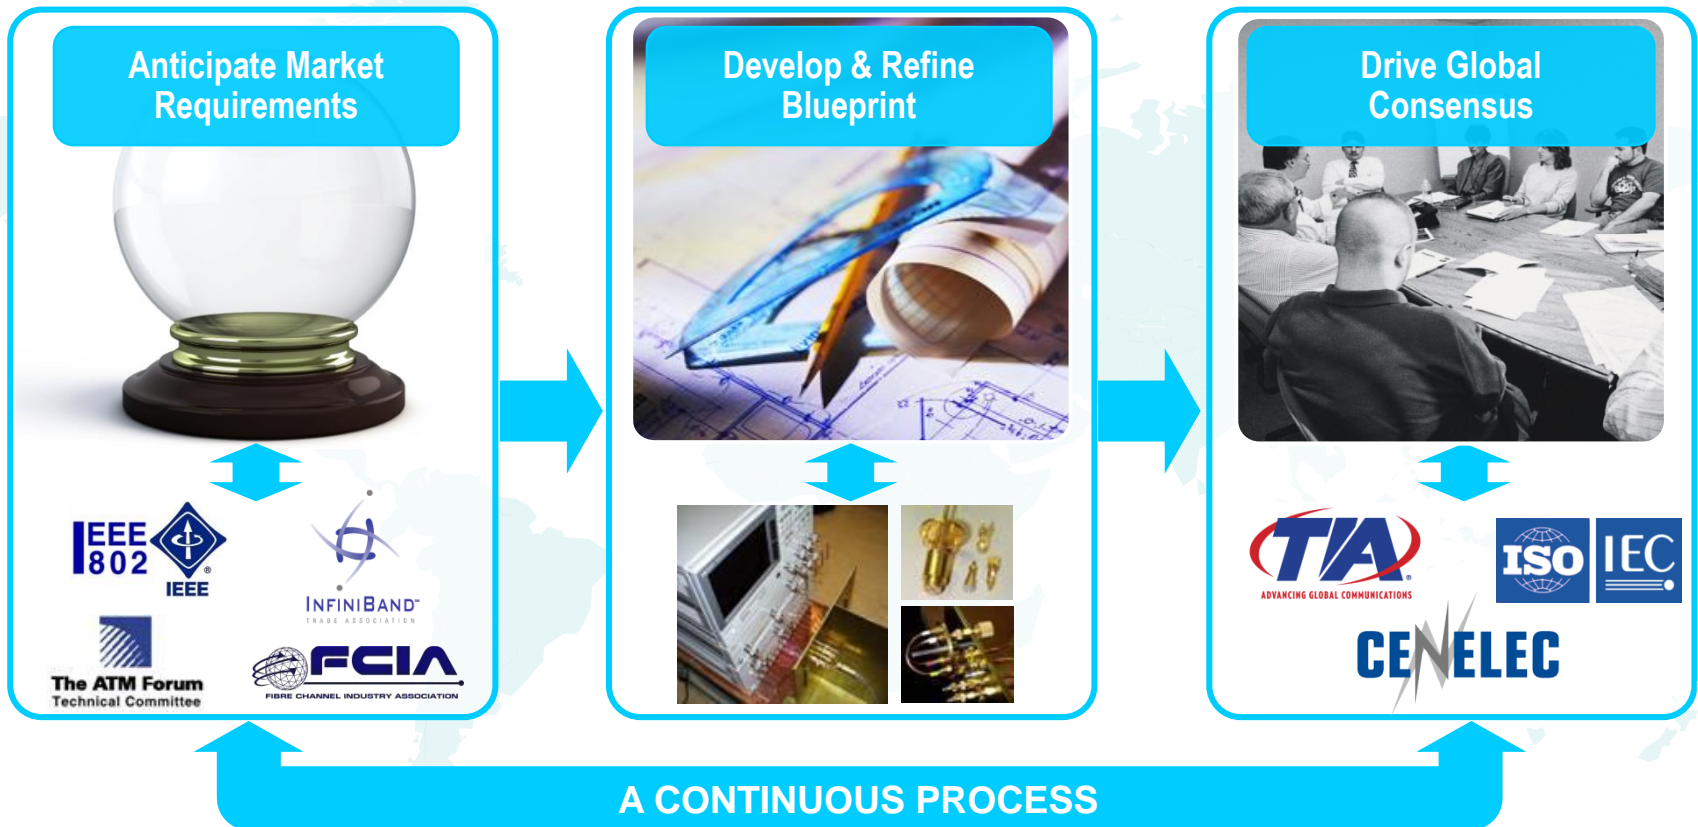 Anticipate Market
Requirements
Develop & Refine
Blueprint
Drive Global
Consensus
IEEE
802
IEEE
®
INFINIBAND™
TRADE ASSOCIATION
The ATM Forum
Technical Committee
FCIA
FIBRE CHANNEL INDUSTRY ASSOCIATION
TIA®
ADVANCING GLOBAL COMMUNICATIONS
ISO
IEC
CENELEC
A CONTINUOUS PROCESS